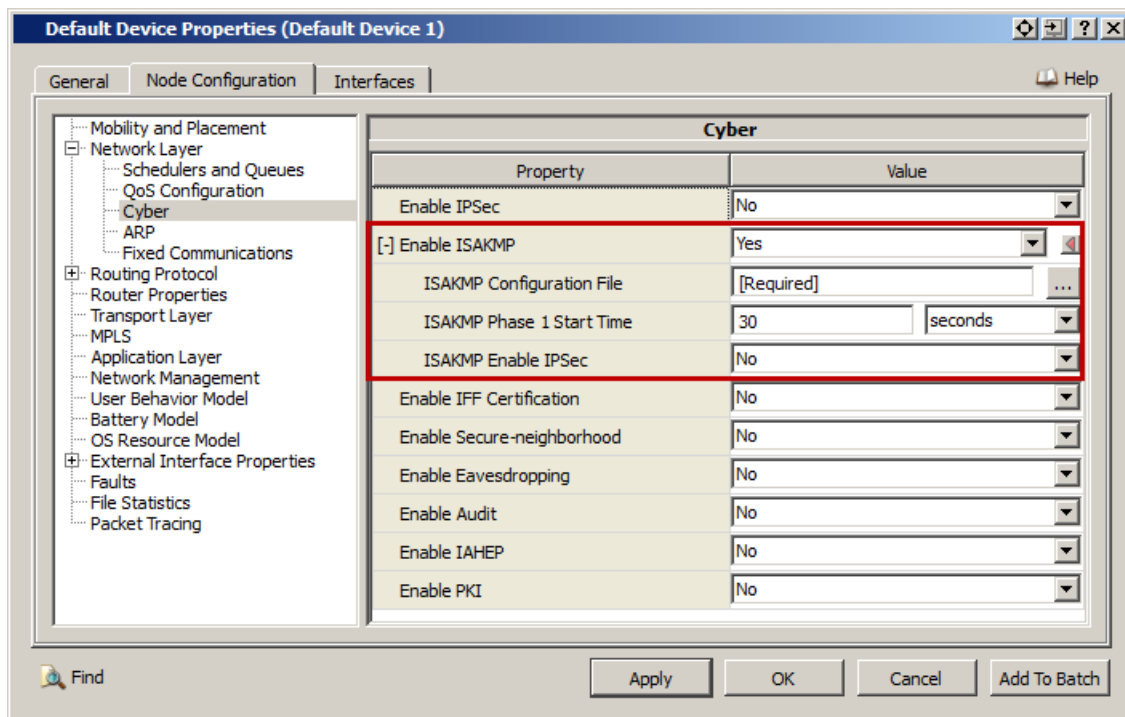 Default Device Properties (Default Device 1)
General Node Configuration Interfaces Help
Mobility and Placement
Network Layer
Schedulers and Queues
QoS Configuration
Cyber
ARP
Fixed Communications
Routing Protocol
Router Properties
Transport Layer
MPLS
Application Layer
Network Management
User Behavior Model
Battery Model
OS Resource Model
External Interface Properties
Faults
File Statistics
Packet Tracing
Cyber
Property Value
Enable IPSec No
[-] Enable ISAKMP Yes
ISAKMP Configuration File [Required] ...
ISAKMP Phase 1 Start Time 30 seconds
ISAKMP Enable IPSec No
Enable IFF Certification No
Enable Secure-neighborhood No
Enable Eavesdropping No
Enable Audit No
Enable IAHEP No
Enable PKI No
Find Apply OK Cancel Add To Batch